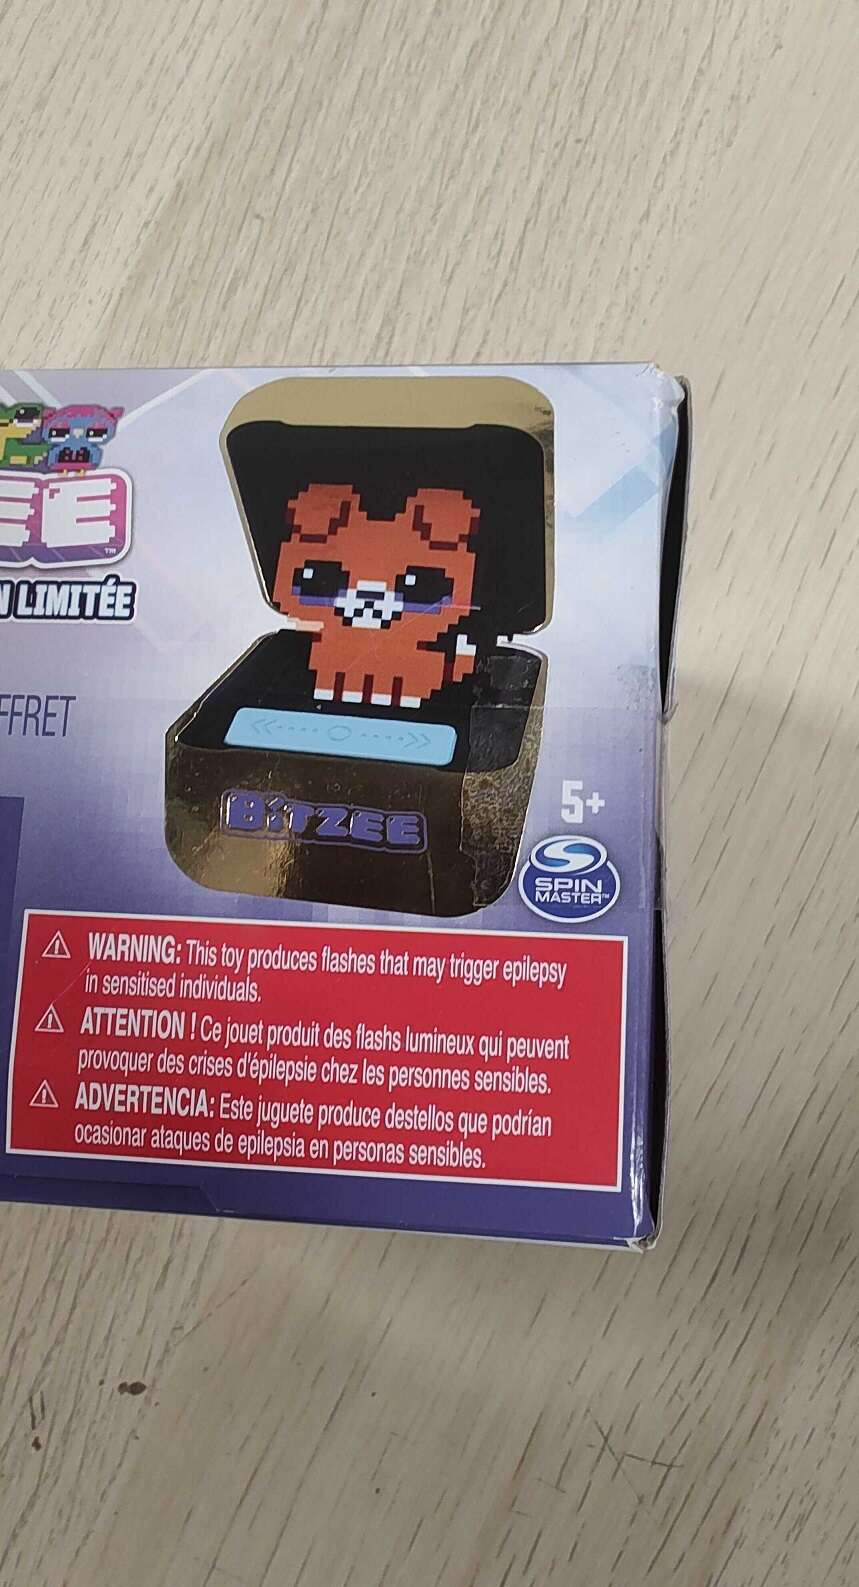 EE™
N LIMITÉE
FFRET
BITZEE
5+
SPIN
MASTER™
WARNING: This toy produces flashes that may trigger epilepsy
in sensitised individuals.
ATTENTION ! Ce jouet produit des flashs lumineux qui peuvent
provoquer des crises d'épilepsie chez les personnes sensibles.
ADVERTENCIA: Este juguete produce destellos que podrían
ocasionar ataques de epilepsia en personas sensibles.